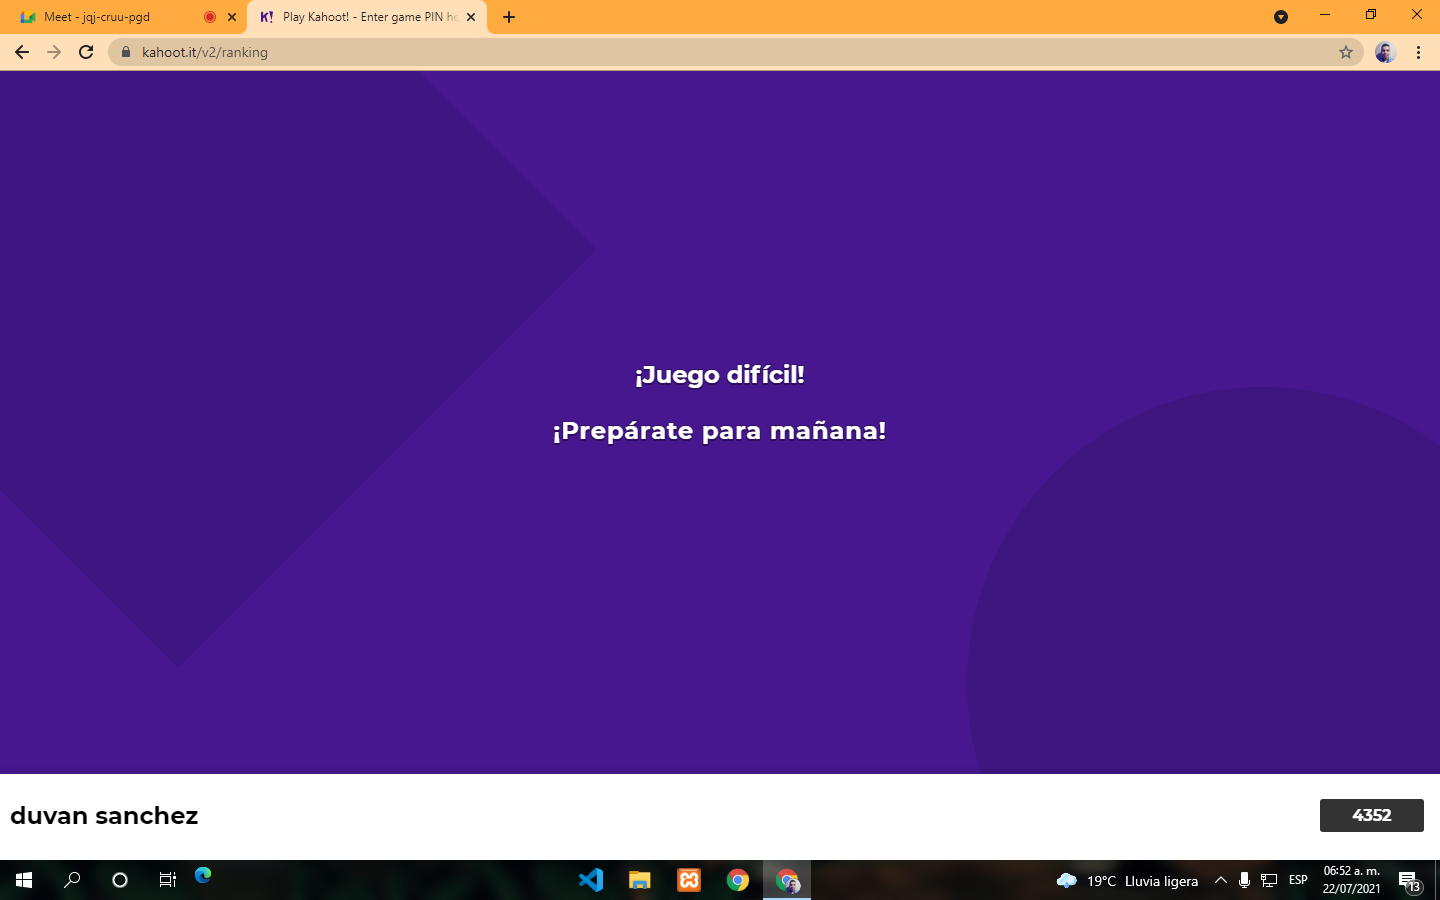 Meet - jqj-cruu-pgd
K! Play Kahoot! - Enter game PIN he
kahoot.it/v2/ranking
¡Juego difícil!
¡Prepárate para mañana!
duvan sanchez
4352
19°C Lluvia ligera
ESP
06:52 a. m.
22/07/2021
13